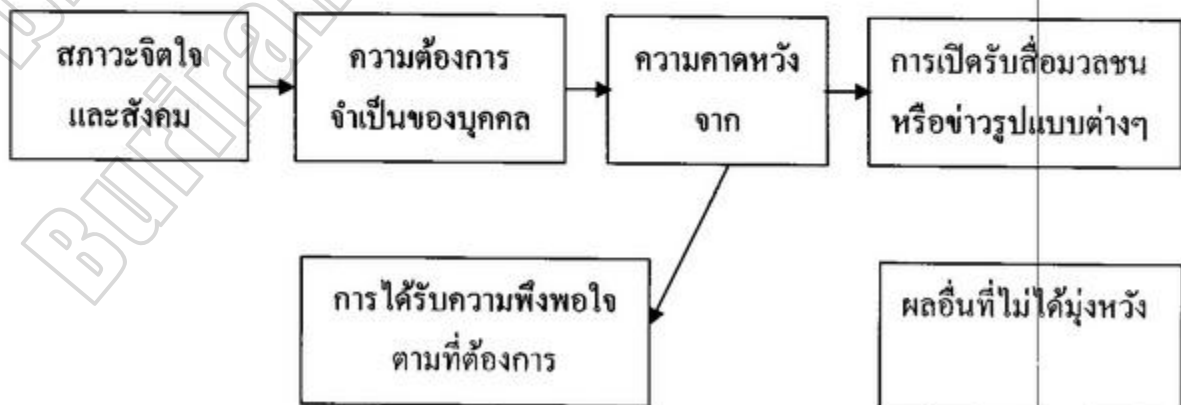 สภาวะจิตใจ
และสังคม
ความต้องการ
จำเป็นของบุคคล
ความคาดหวัง
จาก
การเปิดรับสื่อมวลชน
หรือข่าวรูปแบบต่างๆ
การได้รับความพึงพอใจ
ตามที่ต้องการ
ผลอื่นที่ไม่ได้มุ่งหวัง